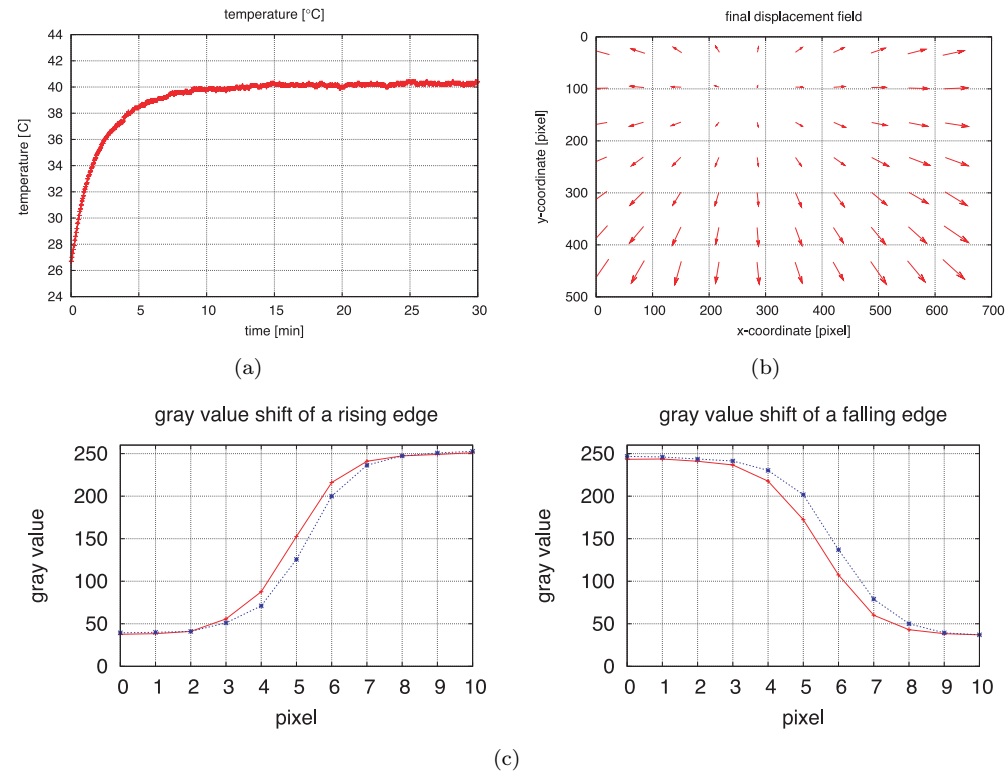 temperature [°C]
44
42
40
38
36
34
32
30
28
26
24
temperature [ C]
0 5 10 15 20 25 30
time [min]
(a)
final displacement field
0
100
200
300
400
500
y-coordinate [pixel]
0 100 200 300 400 500 600 700
x-coordinate [pixel]
(b)
gray value shift of a rising edge
250
200
150
100
50
0
gray value
0 1 2 3 4 5 6 7 8 9 10
pixel
gray value shift of a falling edge
250
200
150
100
50
0
gray value
0 1 2 3 4 5 6 7 8 9 10
pixel
(c)